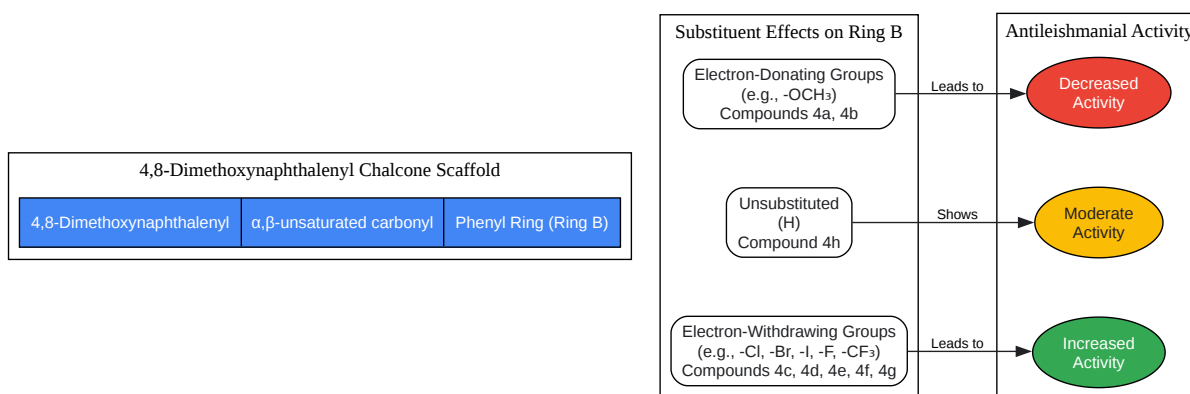 4,8-Dimethoxynaphthalenyl Chalcone Scaffold
4,8-Dimethoxynaphthalenyl
α,β-unsaturated carbonyl
Phenyl Ring (Ring B)
Substituent Effects on Ring B
Electron-Donating Groups
(e.g., -OCH₃)
Compounds 4a, 4b
Unsubstituted
(H)
Compound 4h
Electron-Withdrawing Groups
(e.g., -Cl, -Br, -I, -F, -CF₃)
Compounds 4c, 4d, 4e, 4f, 4g
Leads to
Shows
Leads to
Antileishmanial Activity
Decreased
Activity
Moderate
Activity
Increased
Activity